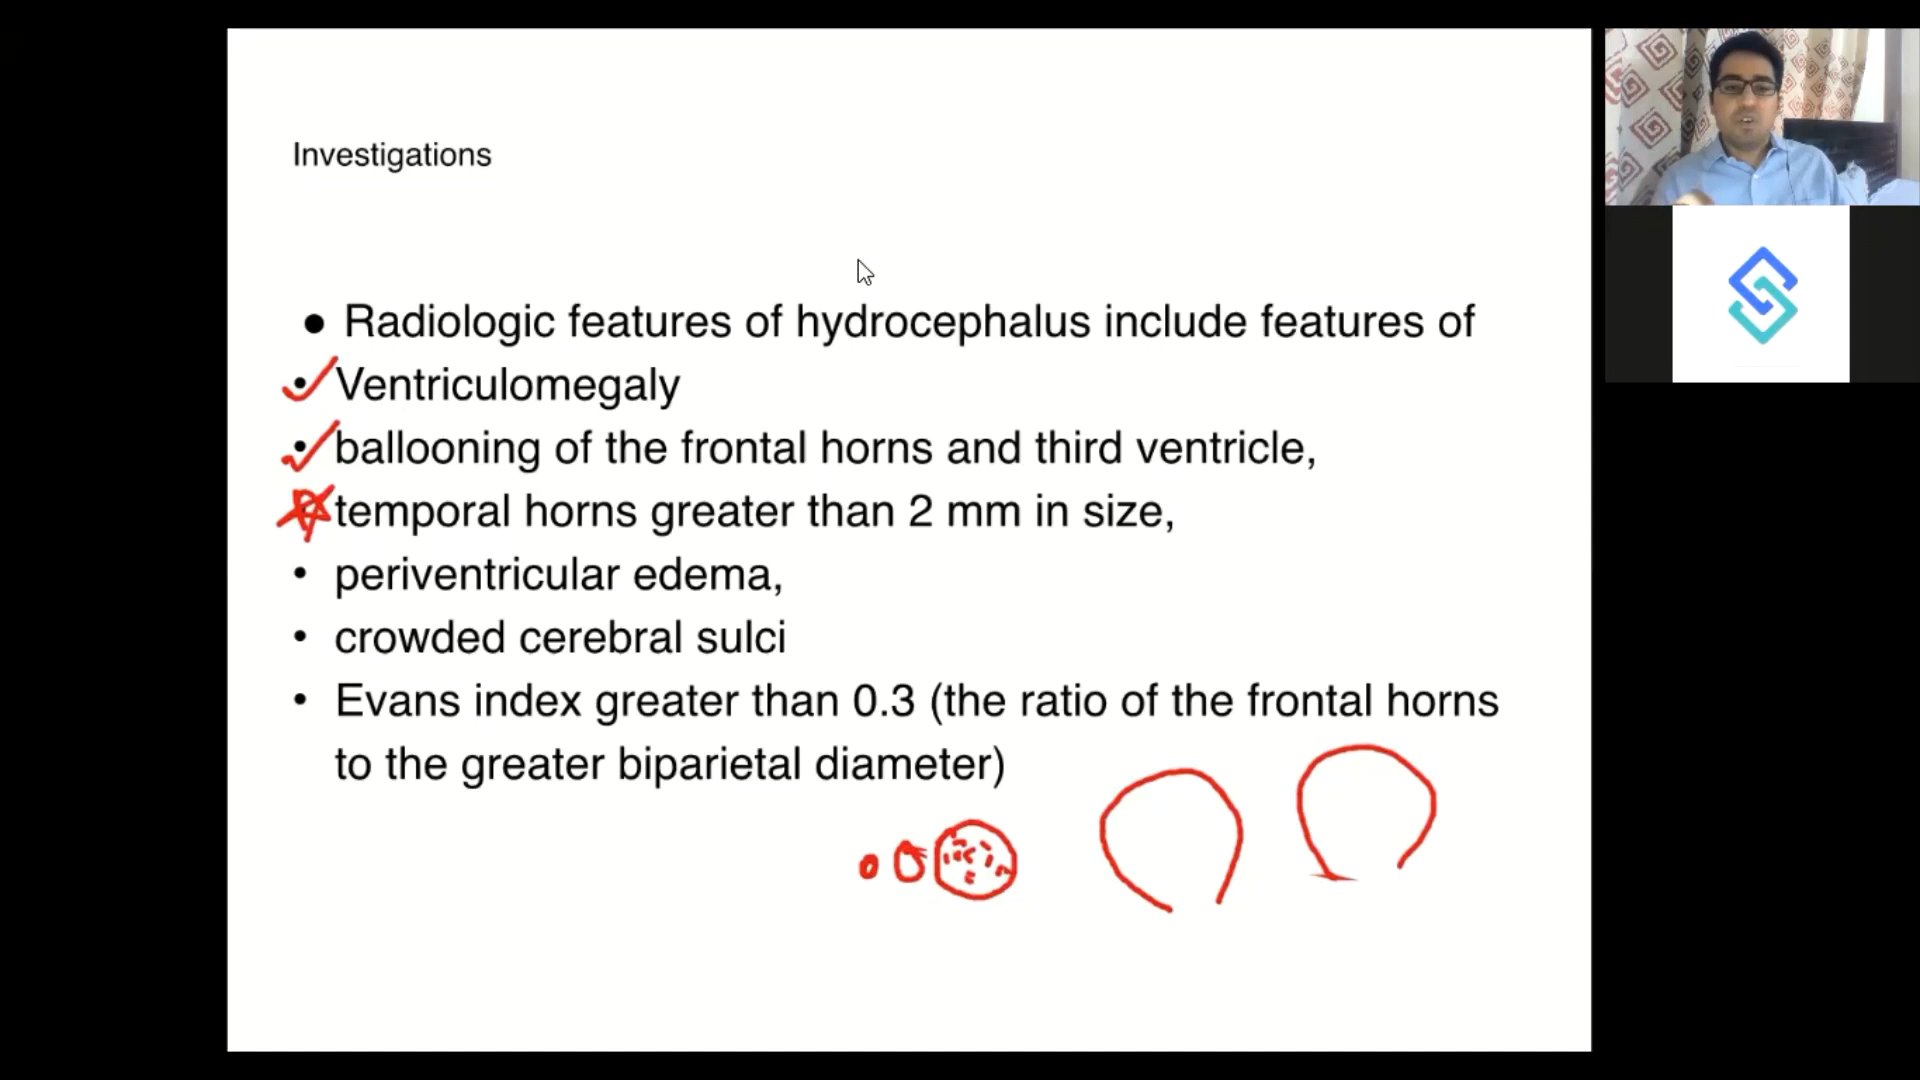 Investigations
● Radiologic features of hydrocephalus include features of
• Ventriculomegaly
• ballooning of the frontal horns and third ventricle,
temporal horns greater than 2 mm in size,
• periventricular edema,
• crowded cerebral sulci
• Evans index greater than 0.3 (the ratio of the frontal horns
to the greater biparietal diameter)